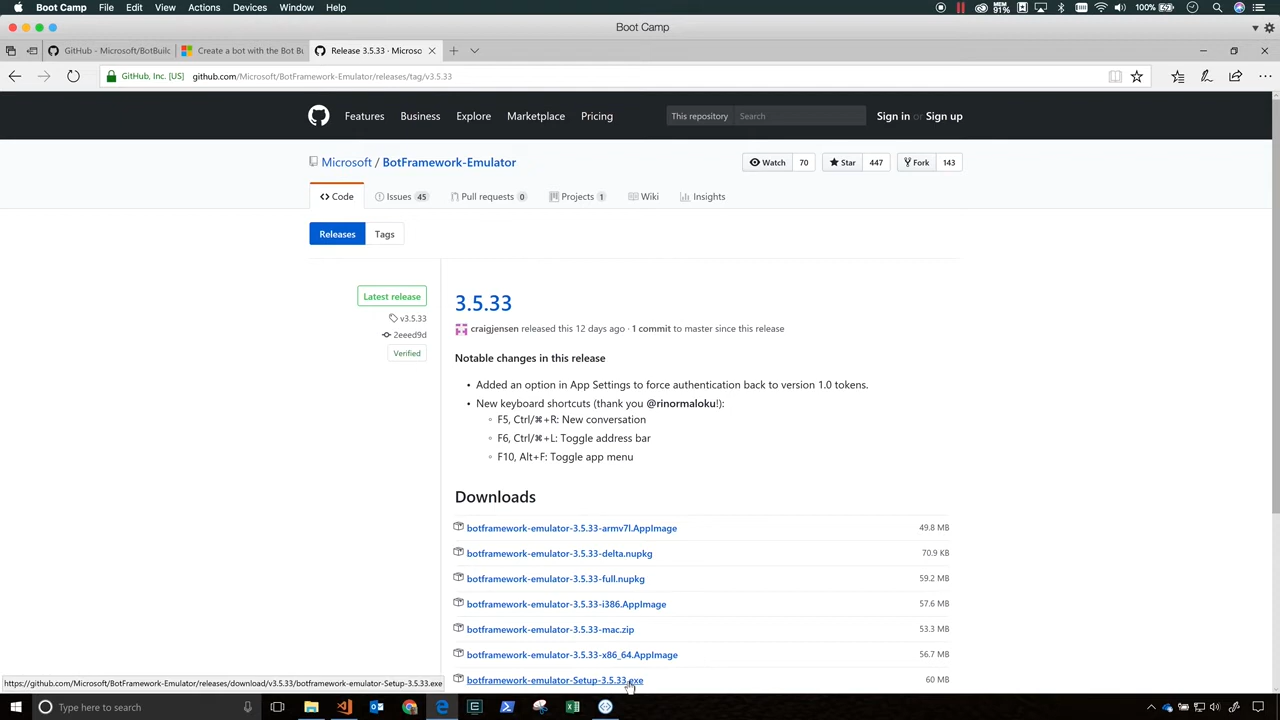 Boot Camp File Edit View Actions Devices Window Help
100%
Boot Camp
GitHub - Microsoft/BotBuilc
Create a bot with the Bot Bu
Release 3.5.33 · Microso
GitHub, Inc. [US] github.com/Microsoft/BotFramework-Emulator/releases/tag/v3.5.33
Features Business Explore Marketplace Pricing
This repository Search
Sign in or Sign up
Microsoft / BotFramework-Emulator
Watch 70 Star 447 Fork 143
Code Issues 45 Pull requests 0 Projects 1 Wiki Insights
Releases Tags
Latest release
v3.5.33
2eeed9d
Verified
3.5.33
craigjensen released this 12 days ago · 1 commit to master since this release
Notable changes in this release
• Added an option in App Settings to force authentication back to version 1.0 tokens.
• New keyboard shortcuts (thank you @rinormaloku!):
F5, Ctrl/⌘+R: New conversation
F6, Ctrl/⌘+L: Toggle address bar
F10, Alt+F: Toggle app menu
Downloads
botframework-emulator-3.5.33-armv7l.AppImage 49.8 MB
botframework-emulator-3.5.33-delta.nupkg 70.9 KB
botframework-emulator-3.5.33-full.nupkg 59.2 MB
botframework-emulator-3.5.33-i386.AppImage 57.6 MB
botframework-emulator-3.5.33-mac.zip 53.3 MB
botframework-emulator-3.5.33-x86_64.AppImage 56.7 MB
botframework-emulator-Setup-3.5.33.exe 60 MB
https://github.com/Microsoft/BotFramework-Emulator/releases/download/v3.5.33/botframework-emulator-Setup-3.5.33.exe
Type here to search